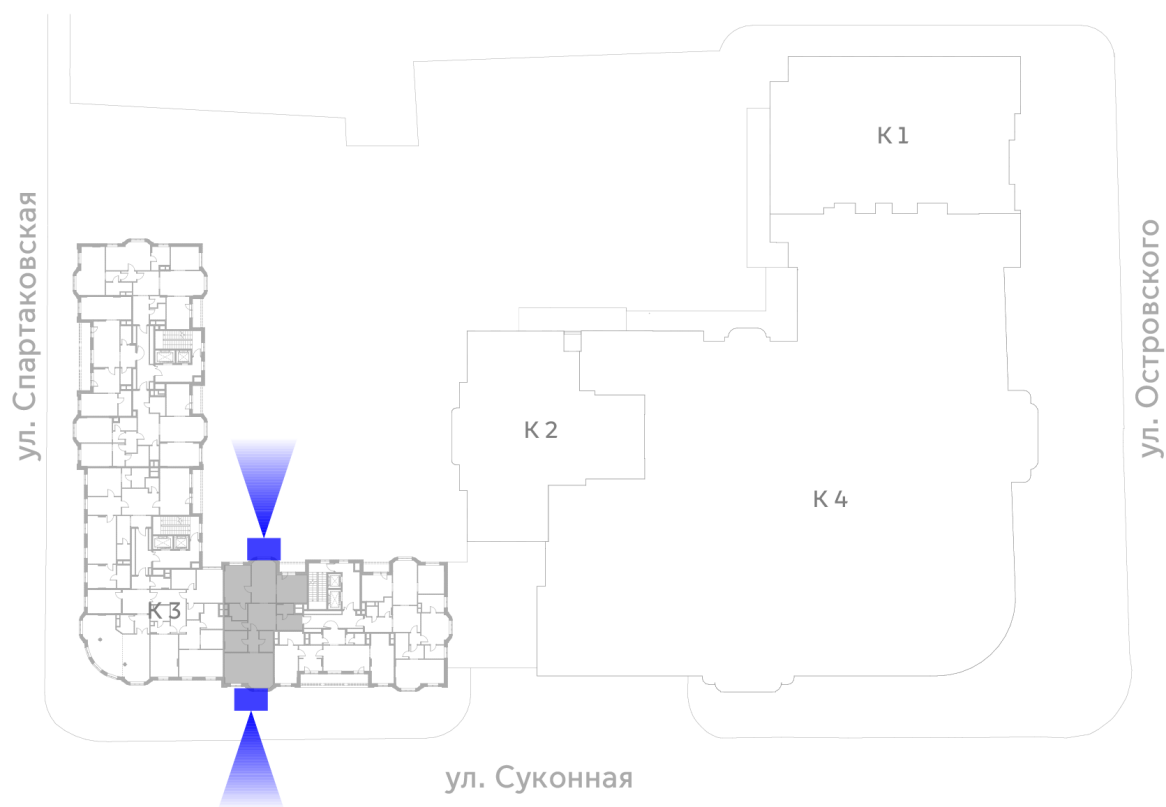 К 1
ул. Спартаковская
ул. Островского
К 2
К 4
К 3
ул. Суконная